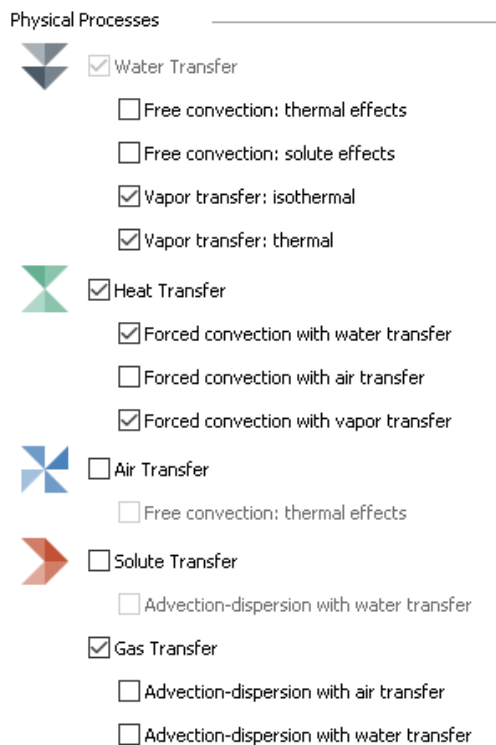 Physical Processes
Water Transfer
Free convection: thermal effects
Free convection: solute effects
Vapor transfer: isothermal
Vapor transfer: thermal
Heat Transfer
Forced convection with water transfer
Forced convection with air transfer
Forced convection with vapor transfer
Air Transfer
Free convection: thermal effects
Solute Transfer
Advection-dispersion with water transfer
Gas Transfer
Advection-dispersion with air transfer
Advection-dispersion with water transfer